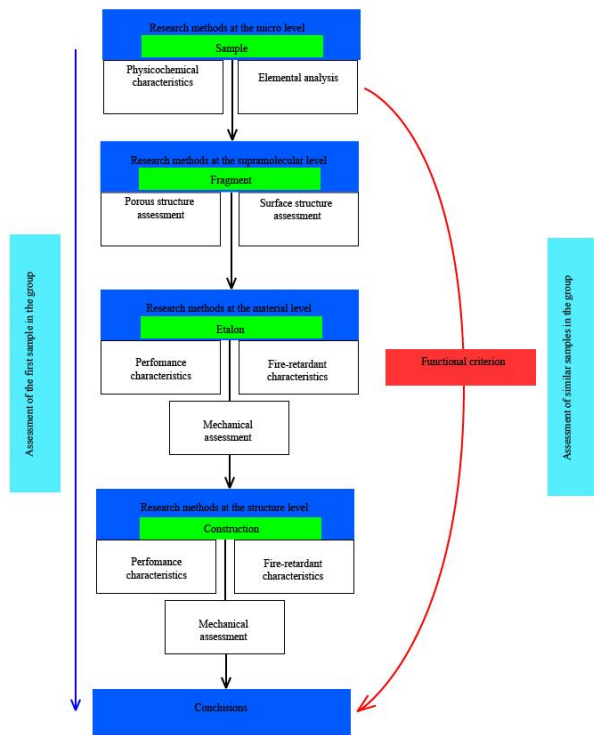 Research methods at the micro level
Sample
Physicochemical
characteristics
Elemental analysis
Research methods at the supramolecular level
Fragment
Porous structure
assessment
Surface structure
assessment
Assessment of the first sample in the group
Research methods at the material level
Etalon
Perfomance
characteristics
Fire-retardant
characteristics
Mechanical
assessment
Functional criterion
Assessment of similar samples in the group
Research methods at the structure level
Construction
Perfomance
characteristics
Fire-retardant
characteristics
Mechanical
assessment
Conclusions